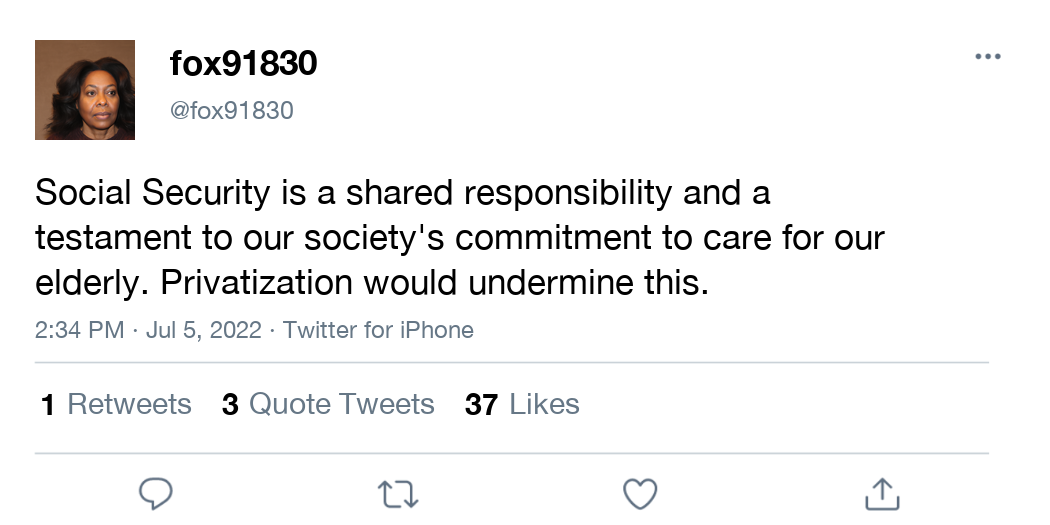 fox91830
@fox91830
Social Security is a shared responsibility and a
testament to our society's commitment to care for our
elderly. Privatization would undermine this.
2:34 PM · Jul 5, 2022 · Twitter for iPhone
1 Retweets 3 Quote Tweets 37 Likes